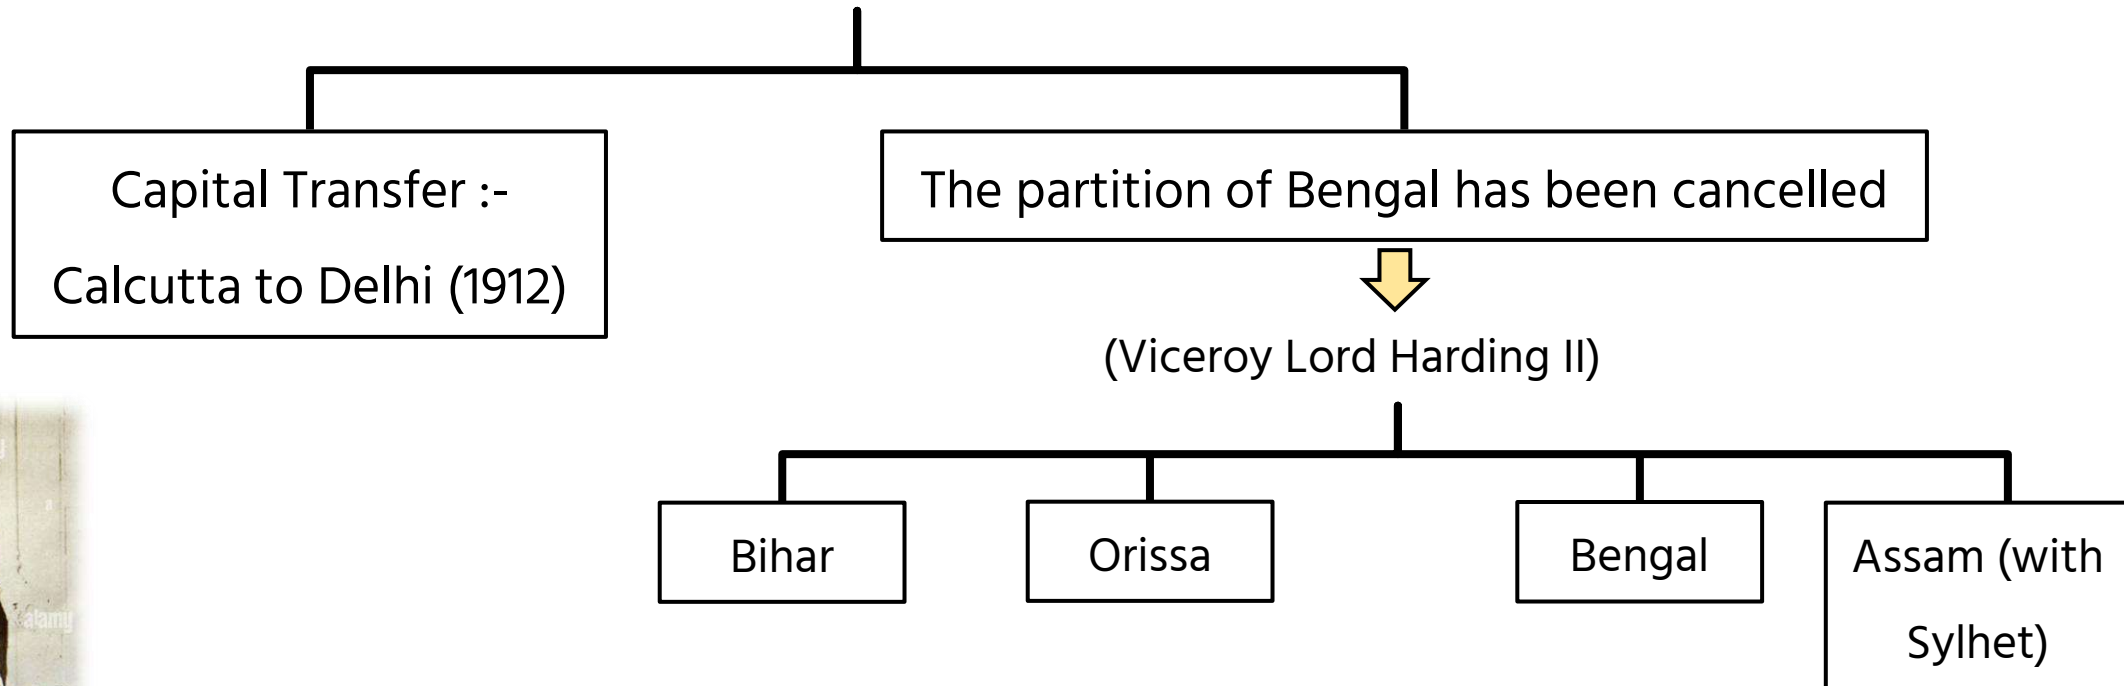 Capital Transfer :-
Calcutta to Delhi (1912)
The partition of Bengal has been cancelled
(Viceroy Lord Harding II)
Bihar
Orissa
Bengal
Assam (with
Sylhet)
alamy